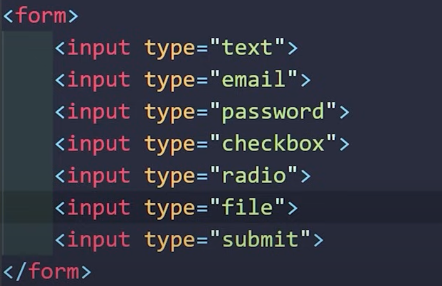 <form>
<input type="text">
<input type="email">
<input type="password">
<input type="checkbox">
<input type="radio">
<input type="file">
<input type="submit">
</form>